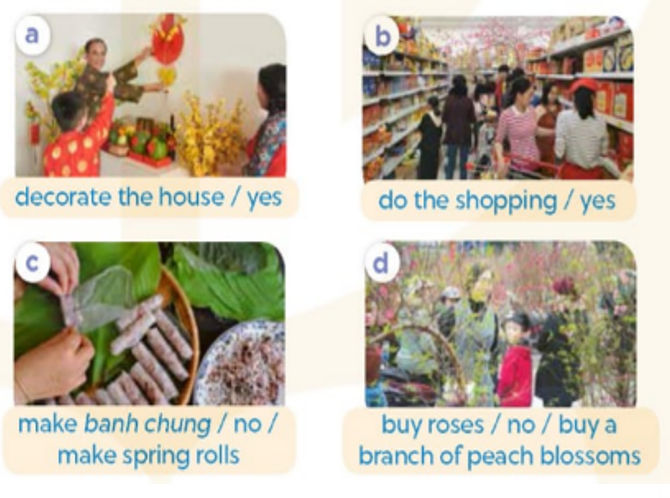 a
decorate the house / yes
b
do the shopping / yes
c
make banh chung / no /
make spring rolls
d
buy roses / no / buy a
branch of peach blossoms